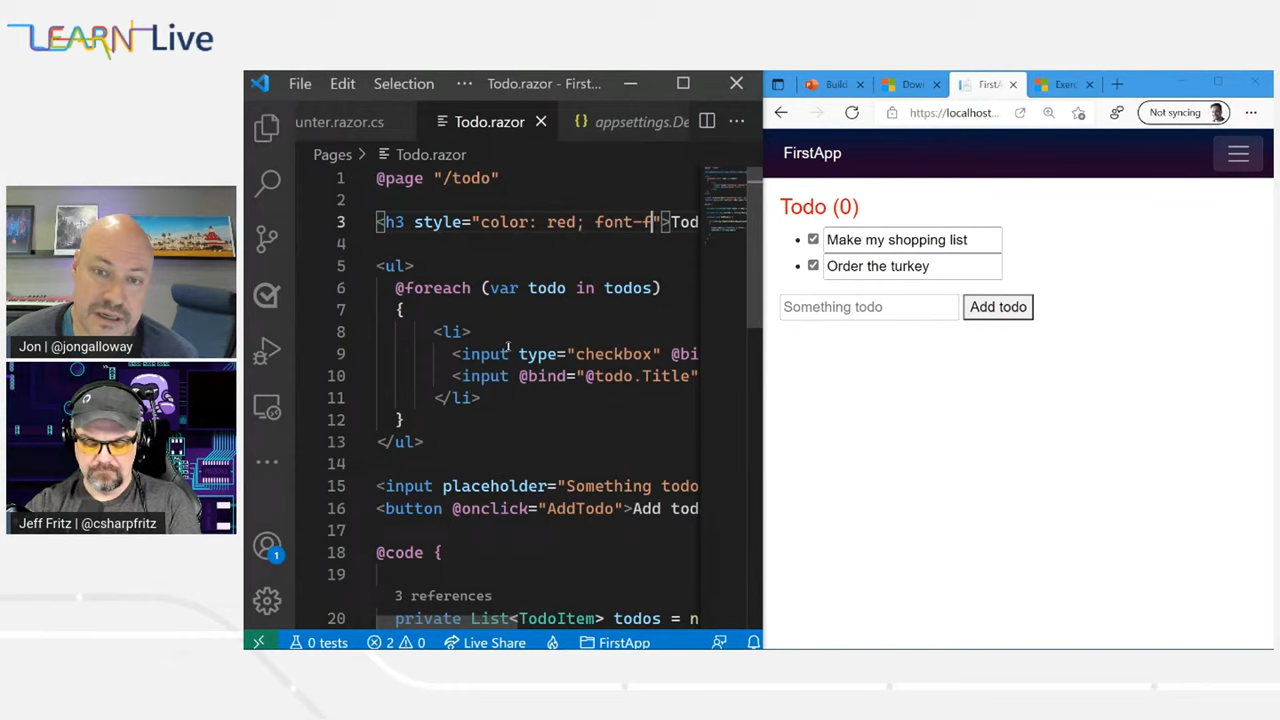 LEARN Live
File Edit Selection ··· Todo.razor - First...
unter.razor.cs Todo.razor appsettings.De
Pages > Todo.razor
1 @page "/todo"
2
3 <h3 style="color: red; font-f">Tod
4
5 <ul>
6 @foreach (var todo in todos)
7 {
8 <li>
9 <input type="checkbox" @bi
10 <input @bind="@todo.Title"
11 </li>
12 }
13 </ul>
14
15 <input placeholder="Something todo
16 <button @onclick="AddTodo">Add tod
17
18 @code {
19
3 references
20 private List<TodoItem> todos = n
1
0 tests 2 0 Live Share FirstApp
Build Dow FirstA Exerc
https://localhost... Not syncing
FirstApp
Todo (0)
Make my shopping list
Order the turkey
Something todo Add todo
Jon | @jongalloway
Jeff Fritz | @csharpfritz